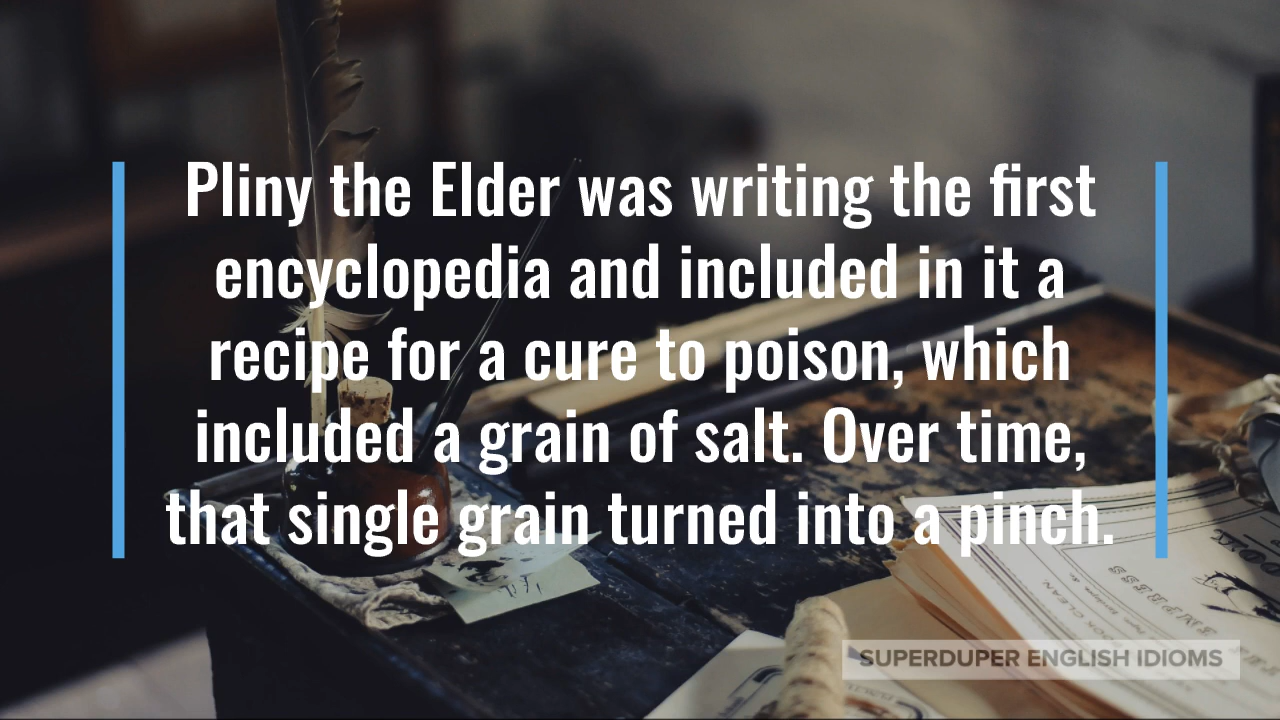 Pliny the Elder was writing the first
encyclopedia and included in it a
recipe for a cure to poison, which
included a grain of salt. Over time,
that single grain turned into a pinch.
EMPRESS
SUPERDUPER ENGLISH IDIOMS